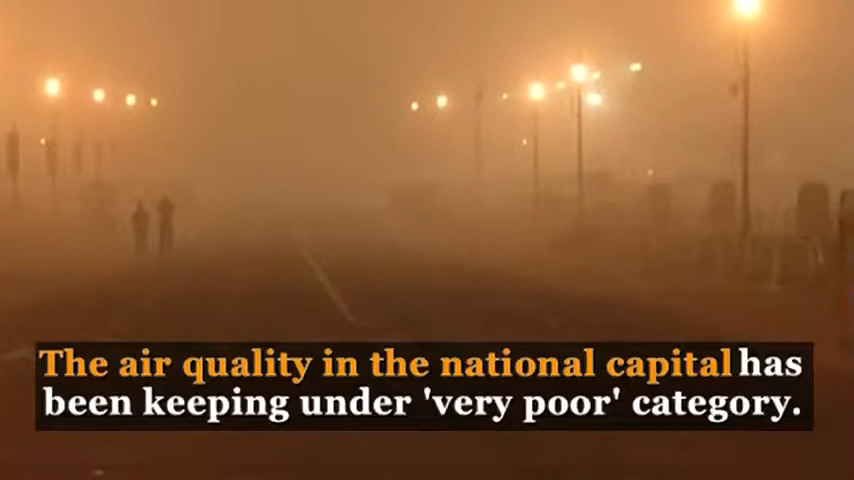 The air quality in the national capital has
been keeping under 'very poor' category.